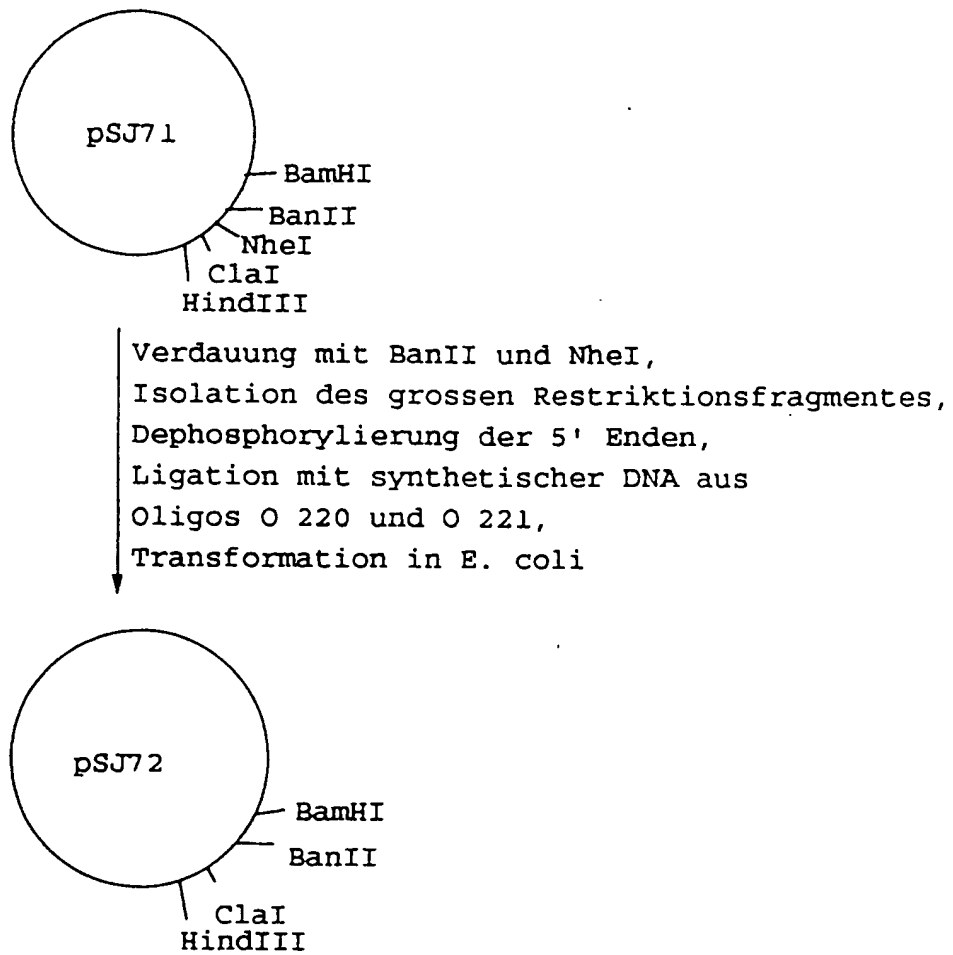 pSJ71
BamHI
BanII
NheI
ClaI
HindIII
Verdauung mit BanII und NheI,
Isolation des grossen Restriktionsfragmentes,
Dephosphorylierung der 5' Enden,
Ligation mit synthetischer DNA aus
Oligos O 220 und O 221,
Transformation in E. coli
pSJ72
BamHI
BanII
ClaI
HindIII